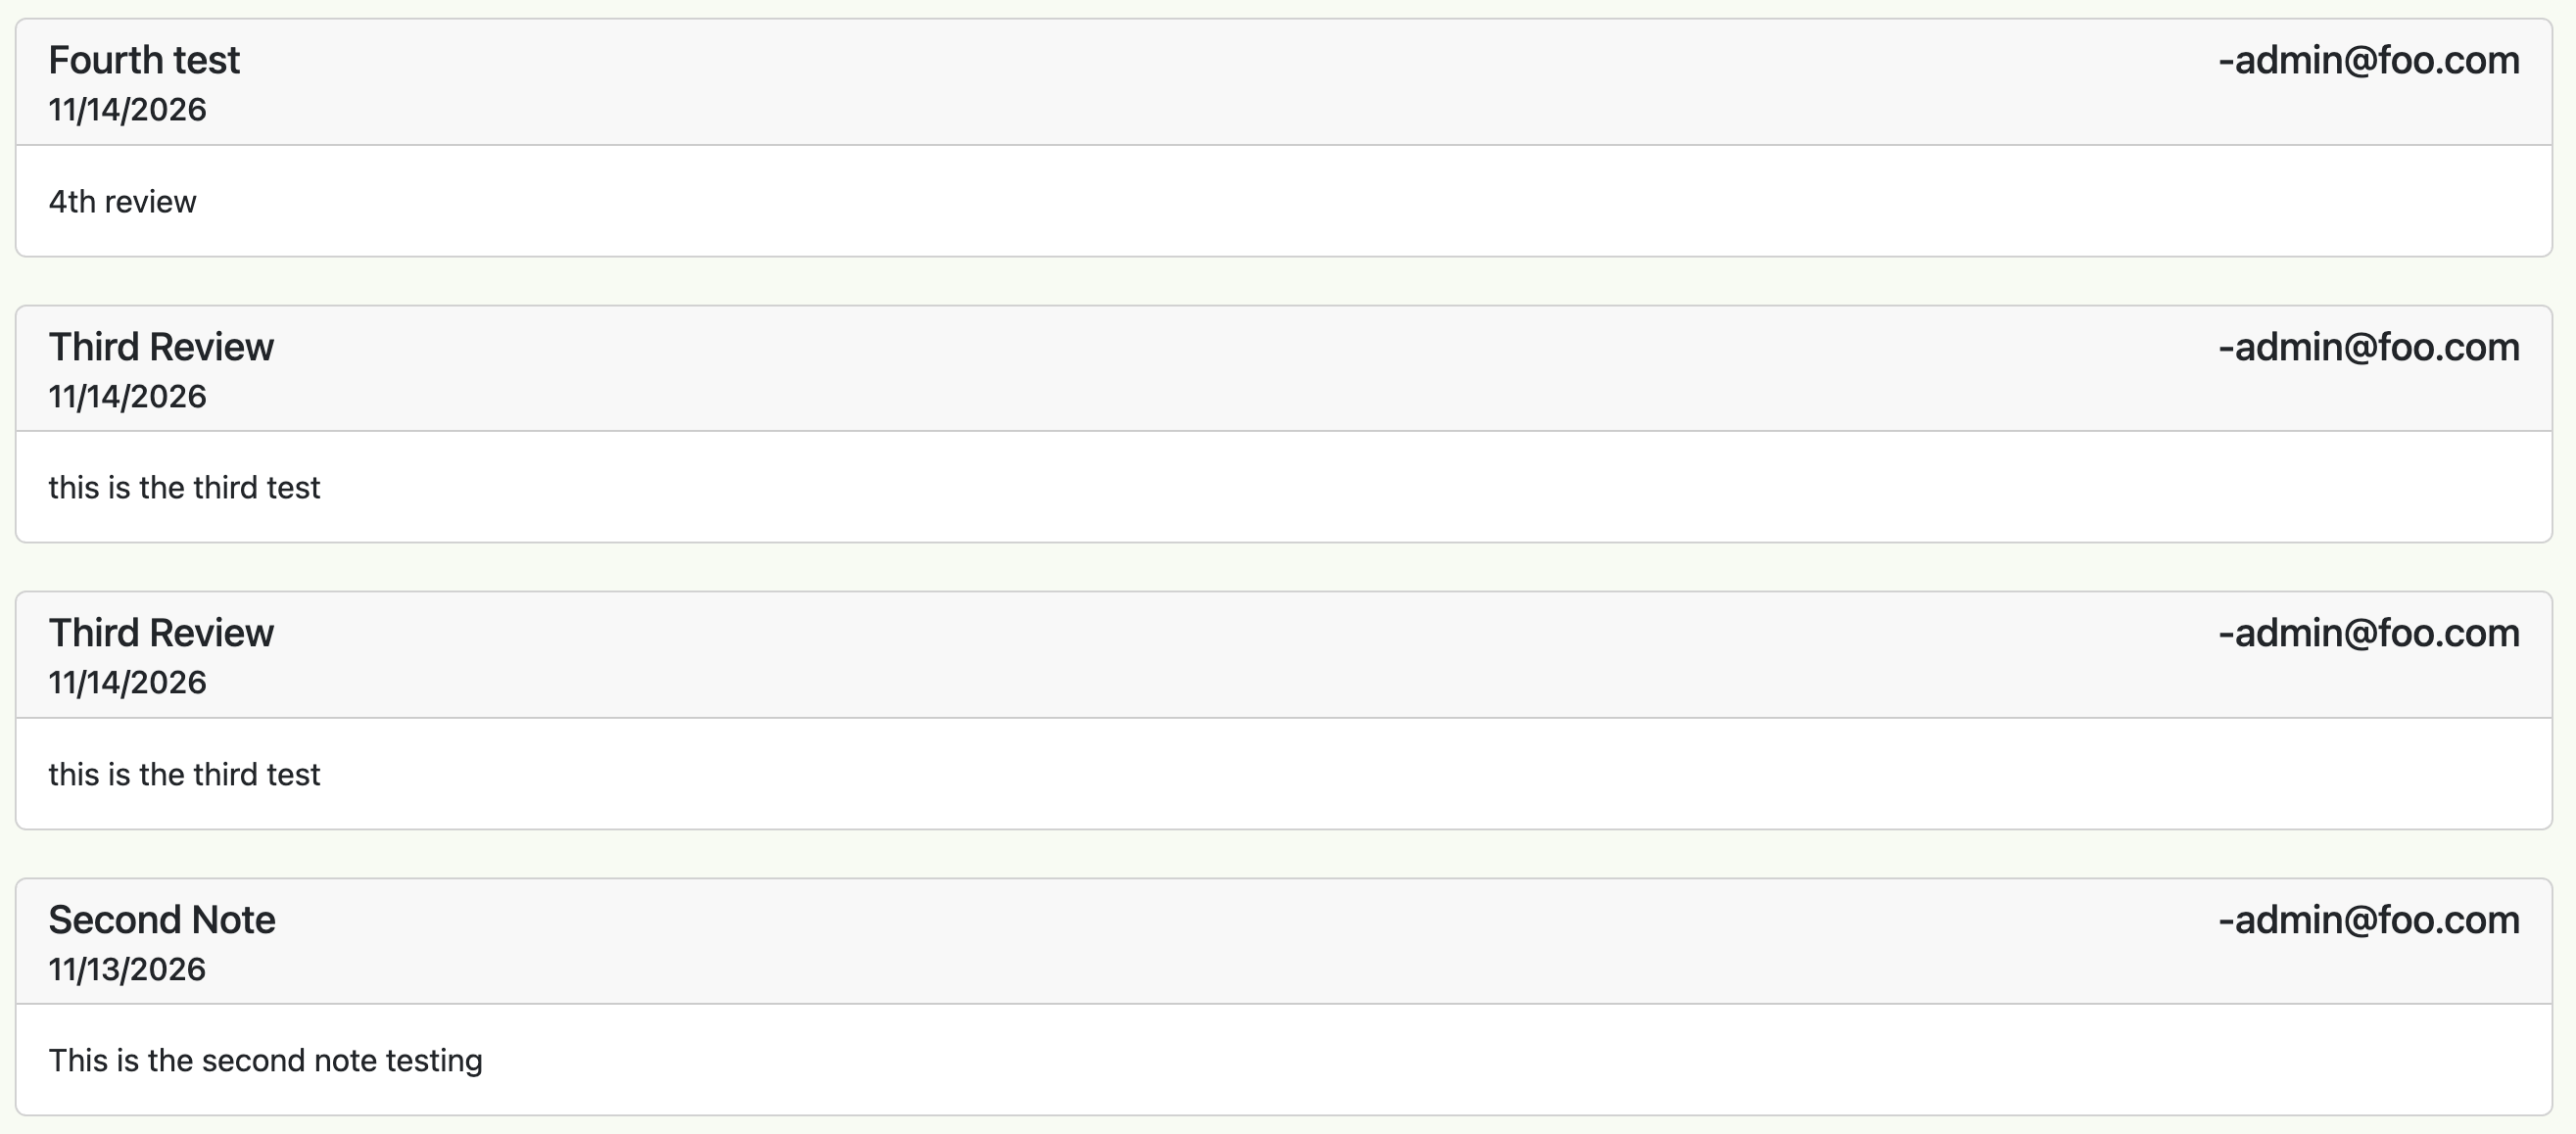 Fourth test
-admin@foo.com
11/14/2026
4th review
Third Review
-admin@foo.com
11/14/2026
this is the third test
Third Review
-admin@foo.com
11/14/2026
this is the third test
Second Note
-admin@foo.com
11/13/2026
This is the second note testing